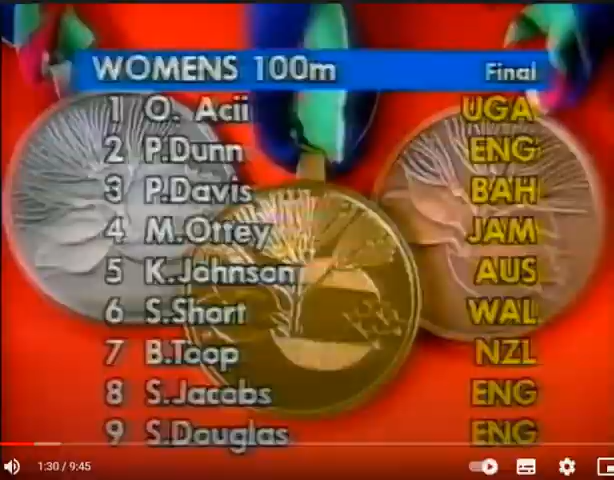 WOMENS 100m Final
1 O. Acii UGA
2 P.Dunn ENG
3 P.Davis BAH
4 M.Ottey JAM
5 K.Johnson AUS
6 S.Short WAL
7 B.Toop NZL
8 S.Jacobs ENG
9 S.Douglas ENG
1:30 / 9:45